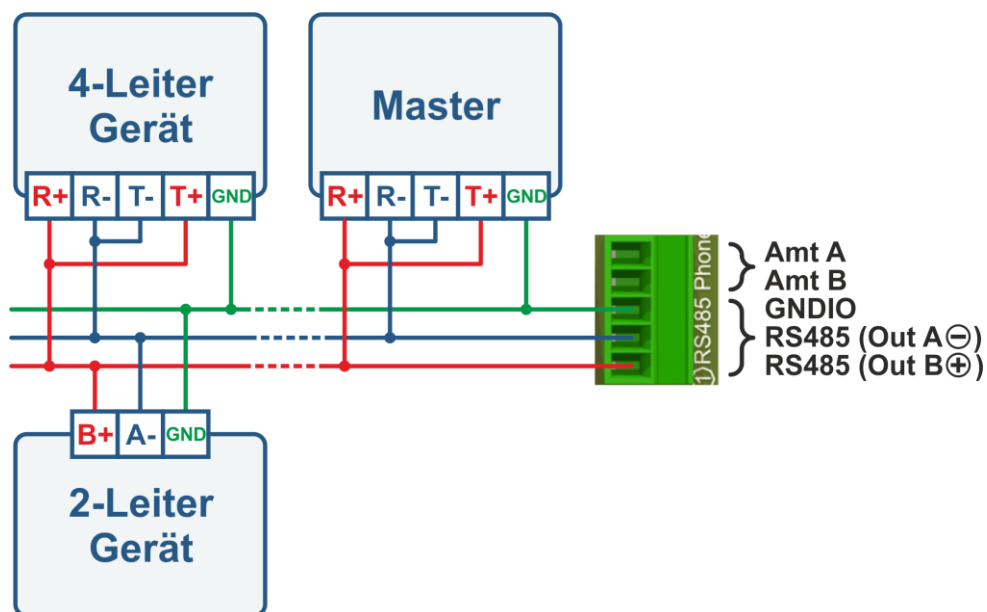 4-Leiter
Gerät
R+ R- T- T+ GND
Master
R+ R- T- T+ GND
1) RS485 Phone
Amt A
Amt B
GNDIO
RS485 (Out A⊖)
RS485 (Out B⊕)
B+ A- GND
2-Leiter
Gerät